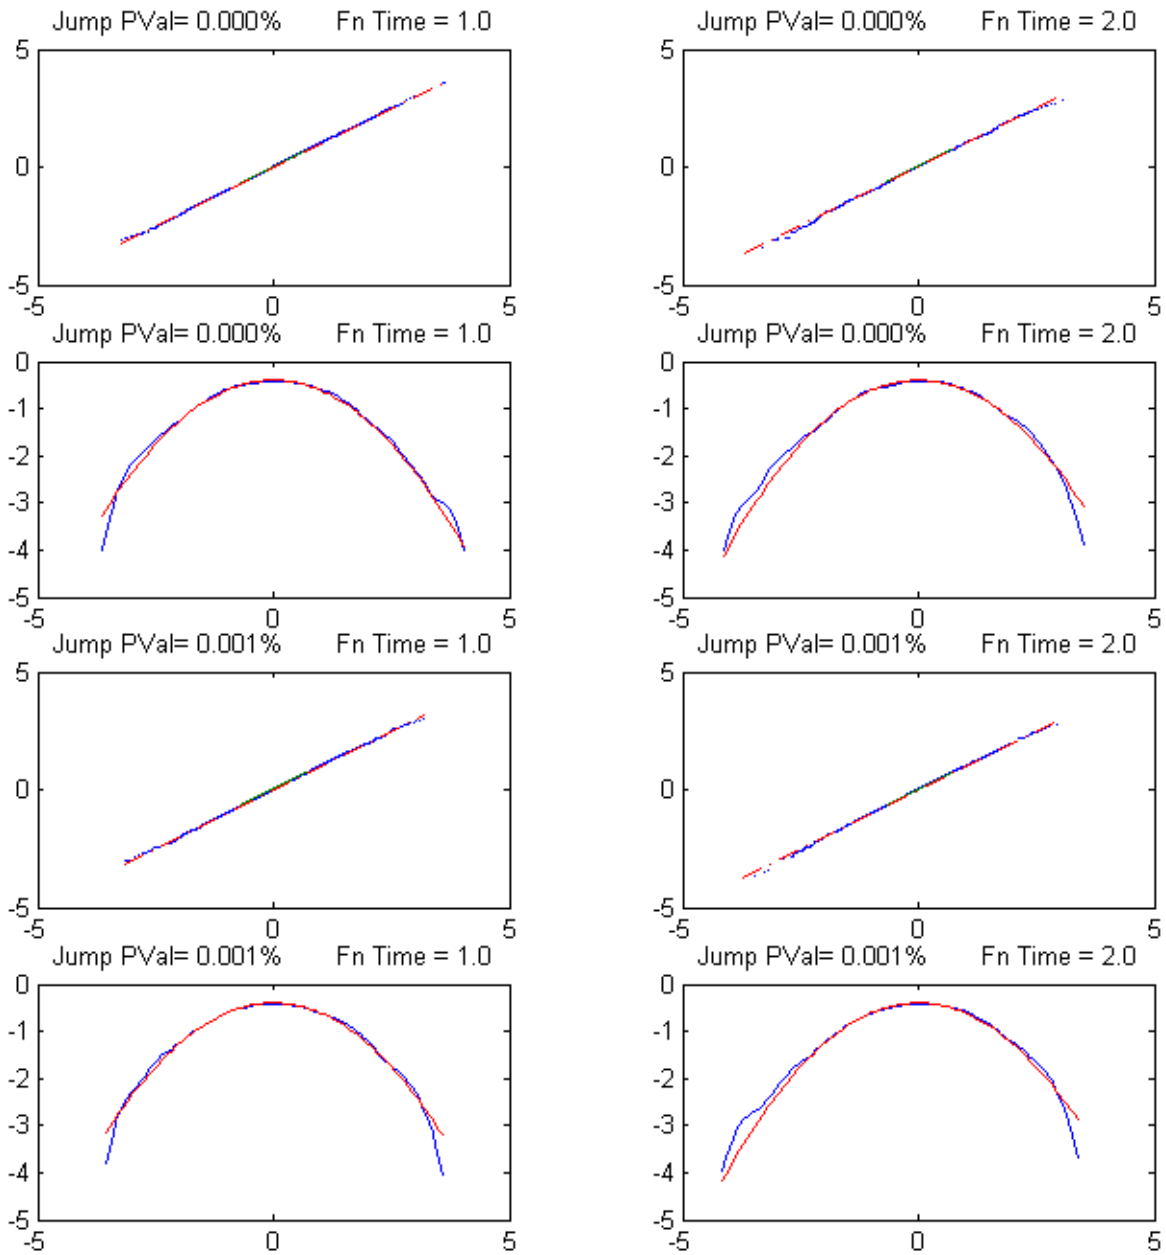 Jump PVal= 0.000% Fn Time = 1.0 Jump PVal= 0.000% Fn Time = 2.0
5 5
0 0
-5 -5
-5 0 5 -5 0 5
Jump PVal= 0.000% Fn Time = 1.0 Jump PVal= 0.000% Fn Time = 2.0
0 0
-1 -1
-2 -2
-3 -3
-4 -4
-5 -5
-5 0 5 -5 0 5
Jump PVal= 0.001% Fn Time = 1.0 Jump PVal= 0.001% Fn Time = 2.0
5 5
0 0
-5 -5
-5 0 5 -5 0 5
Jump PVal= 0.001% Fn Time = 1.0 Jump PVal= 0.001% Fn Time = 2.0
0 0
-1 -1
-2 -2
-3 -3
-4 -4
-5 -5
-5 0 5 -5 0 5